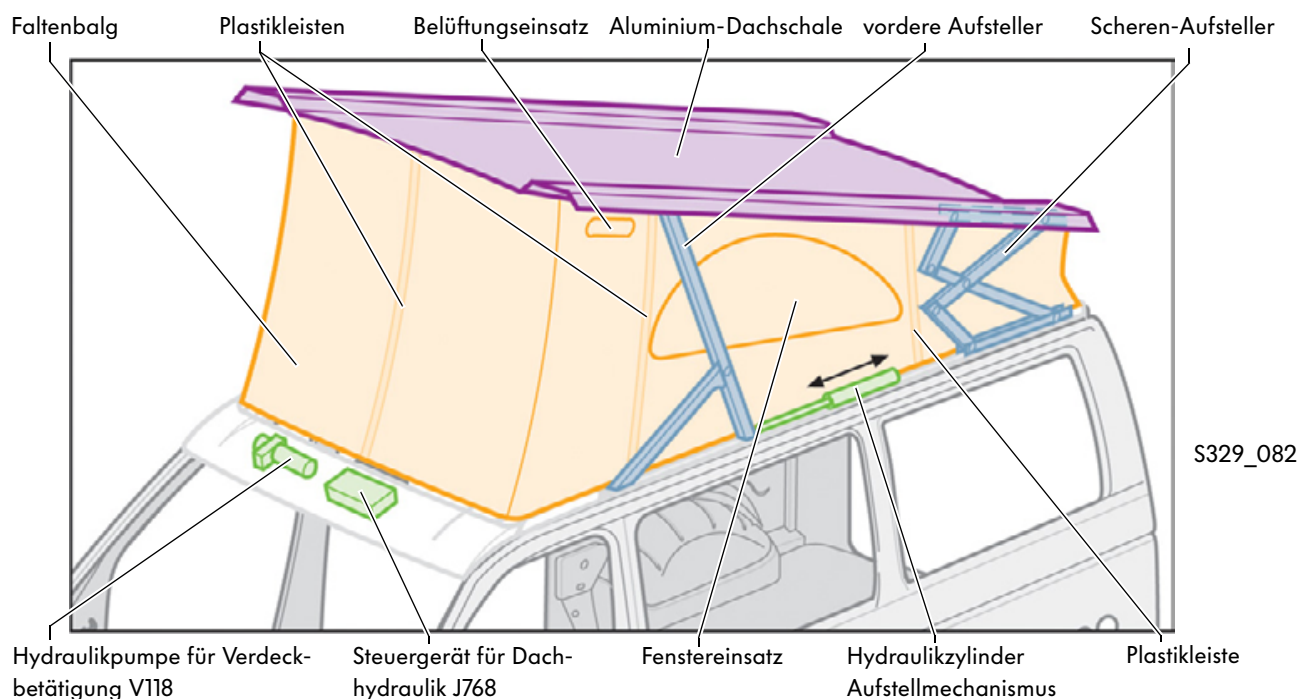 Faltenbalg
Plastikleisten
Belüftungseinsatz
Aluminium-Dachschale
vordere Aufsteller
Scheren-Aufsteller
S329_082
Hydraulikpumpe für Verdeck-
betätigung V118
Steuergerät für Dach-
hydraulik J768
Fenstereinsatz
Hydraulikzylinder
Aufstellmechanismus
Plastikleiste